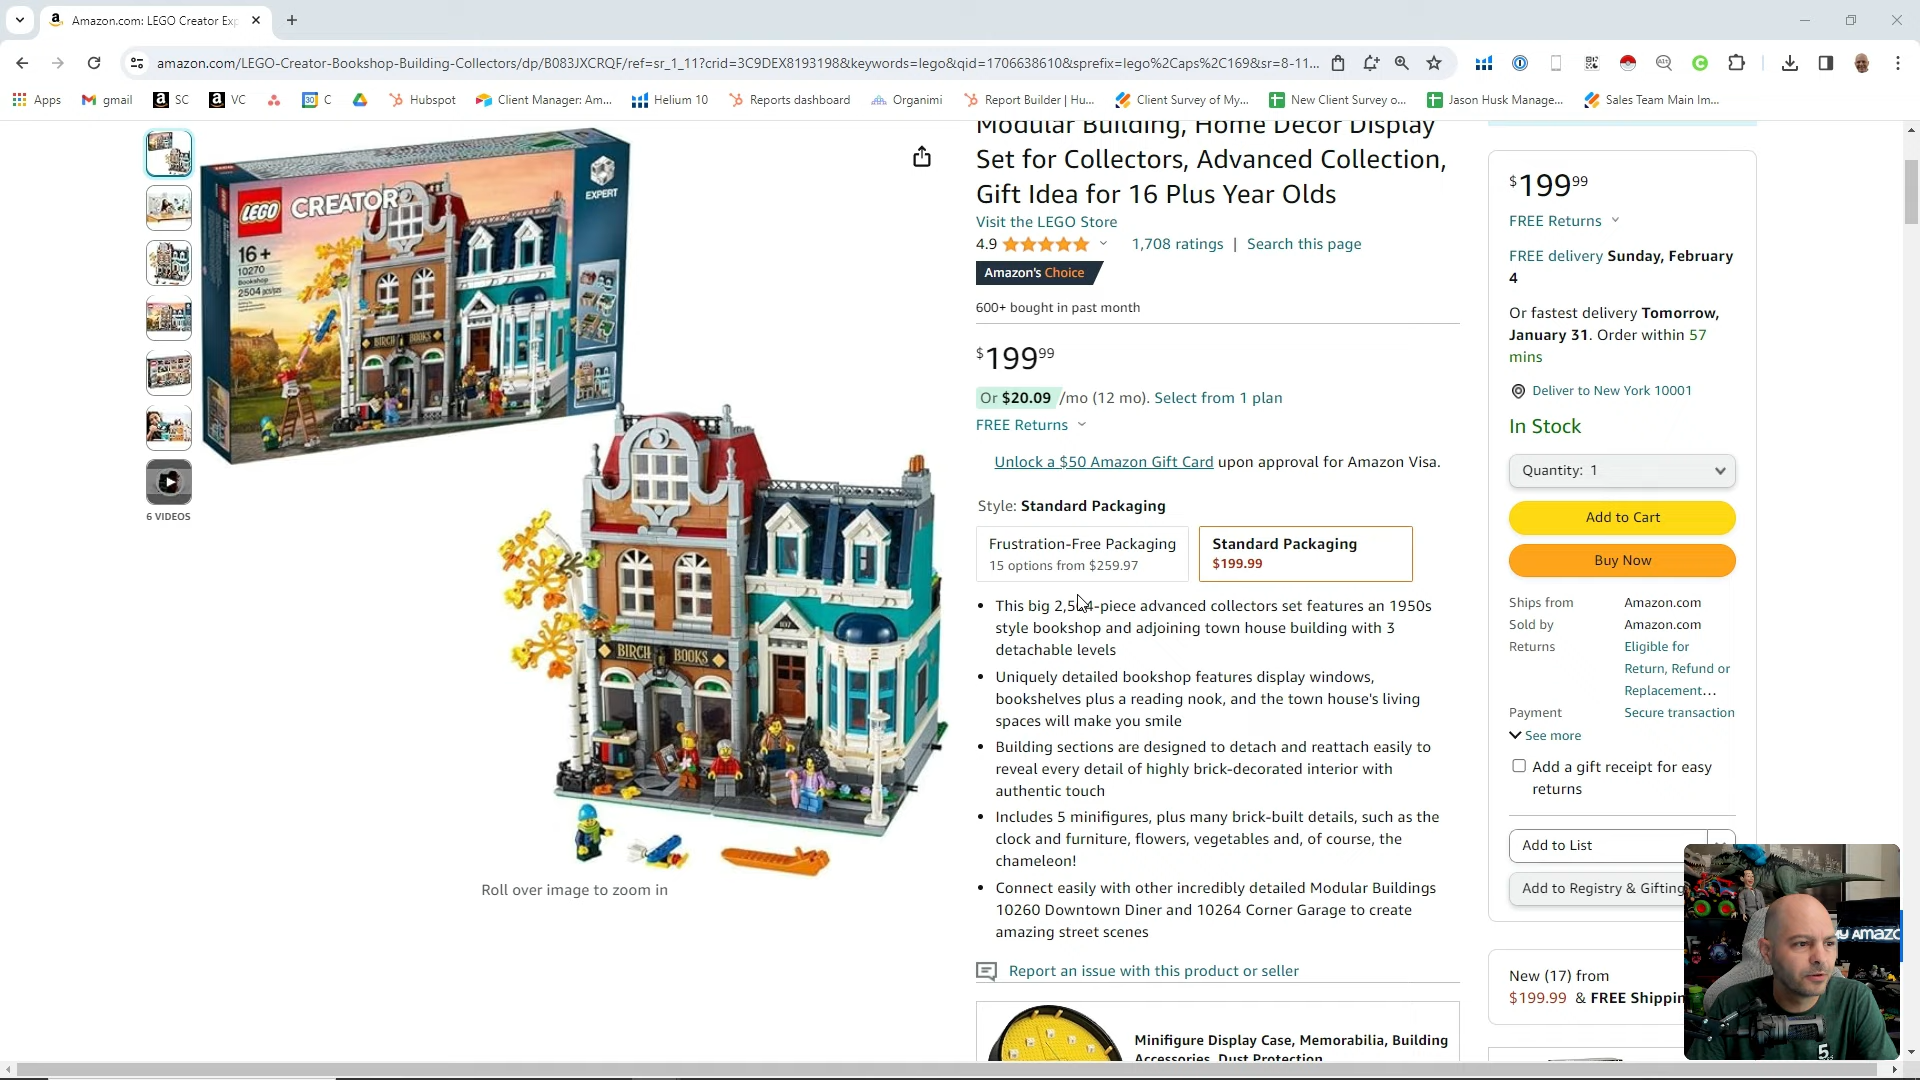 Amazon.com: LEGO Creator Exp
amazon.com/LEGO-Creator-Bookshop-Building-Collectors/dp/B083JXCRQF/ref=sr_1_11?crid=3C9DEX8193198&keywords=lego&qid=1706638610&sprefix=lego%2Caps%2C169&sr=8-11...
Apps
gmail
SC
VC
C
Hubspot
Client Manager: Am...
Helium 10
Reports dashboard
Organimi
Report Builder | Hu...
Client Survey of My...
New Client Survey o...
Jason Husk Manage...
Sales Team Main Im...
6 VIDEOS
LEGO CREATOR
EXPERT
16+
10270
Bookshop
2504 pcs/pzs
BIRCH BOOKS
BIRCH BOOKS
Roll over image to zoom in
Modular Building, Home Décor Display
Set for Collectors, Advanced Collection,
Gift Idea for 16 Plus Year Olds
Visit the LEGO Store
4.9
1,708 ratings | Search this page
Amazon's Choice
600+ bought in past month
$199 99
Or $20.09 /mo (12 mo). Select from 1 plan
FREE Returns
Unlock a $50 Amazon Gift Card upon approval for Amazon Visa.
Style: Standard Packaging
Frustration-Free Packaging
15 options from $259.97
Standard Packaging
$199.99
• This big 2,504-piece advanced collectors set features an 1950s
style bookshop and adjoining town house building with 3
detachable levels
• Uniquely detailed bookshop features display windows,
bookshelves plus a reading nook, and the town house's living
spaces will make you smile
• Building sections are designed to detach and reattach easily to
reveal every detail of highly brick-decorated interior with
authentic touch
• Includes 5 minifigures, plus many brick-built details, such as the
clock and furniture, flowers, vegetables and, of course, the
chameleon!
• Connect easily with other incredibly detailed Modular Buildings
10260 Downtown Diner and 10264 Corner Garage to create
amazing street scenes
Report an issue with this product or seller
Minifigure Display Case, Memorabilia, Building
Accessories, Dust Protection
$199 99
FREE Returns
FREE delivery Sunday, February
4
Or fastest delivery Tomorrow,
January 31. Order within 57
mins
Deliver to New York 10001
In Stock
Quantity: 1
Add to Cart
Buy Now
Ships from Amazon.com
Sold by Amazon.com
Returns Eligible for
Return, Refund or
Replacement...
Payment Secure transaction
See more
Add a gift receipt for easy
returns
Add to List
Add to Registry & Gifting
New (17) from
$199.99 & FREE Shippin
MY AMAZO
5